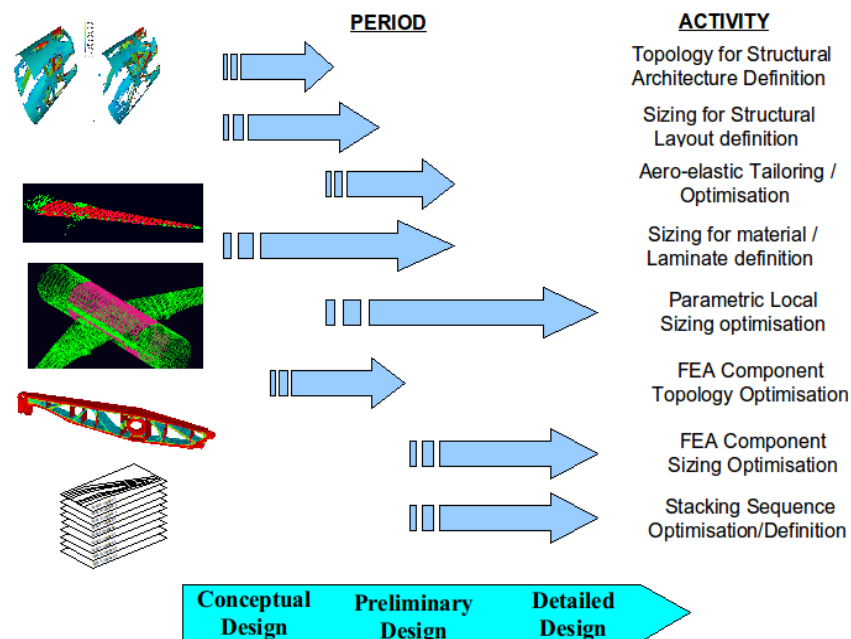 PERIOD
ACTIVITY
Topology for Structural
Architecture Definition
Sizing for Structural
Layout definition
Aero-elastic Tailoring /
Optimisation
Sizing for material /
Laminate definition
Parametric Local
Sizing optimisation
FEA Component
Topology Optimisation
FEA Component
Sizing Optimisation
Stacking Sequence
Optimisation/Definition
Conceptual
Design
Preliminary
Design
Detailed
Design